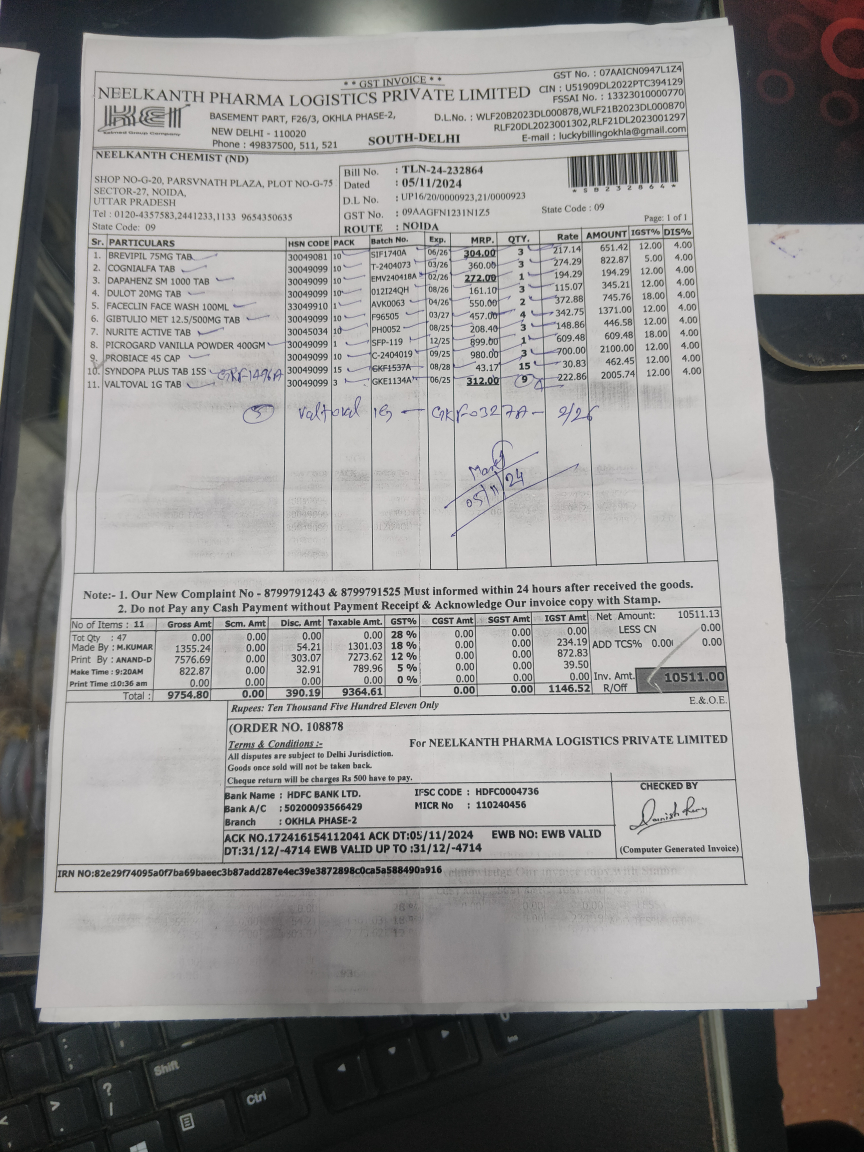 * * GST INVOICE * *
NEELKANTH PHARMA LOGISTICS PRIVATE LIMITED
GST No. : 07AAICN0947L1Z4
CIN : U51909DL2022PTC394129
FSSAI No. : 13323010000770
BASEMENT PART, F26/3, OKHLA PHASE-2,
NEW DELHI - 110020
Phone : 49837500, 511, 521
SOUTH-DELHI
D.L.No. : WLF20B2023DL000878,WLF21B2023DL000870
RLF20DL2023001302,RLF21DL2023001297
E-mail : luckybillingokhla@gmail.com
NEELKANTH CHEMIST (ND)
SHOP NO-G-20, PARSVNATH PLAZA, PLOT NO-G-75
SECTOR-27, NOIDA,
UTTAR PRADESH
Tel : 0120-4357583,2441233,1133 9654350635
State Code: 09
Bill No. : TLN-24-232864
Dated : 05/11/2024
D.L. No. : UP16/20/0000923,21/0000923
GST No. : 09AAGFN1231N1Z5
State Code : 09
ROUTE : NOIDA
Page: 1 of 1
Sr. PARTICULARS HSN CODE PACK Batch No. Exp. MRP. QTY. Rate AMOUNT IGST% DIS%
1. BREVIPIL 75MG TAB 30049081 10 SIF1740A 06/26 304.00 3 217.14 651.42 12.00 4.00
2. COGNIALFA TAB 30049099 10 T-2404073 03/26 360.00 3 274.29 822.87 5.00 4.00
3. DAPAHENZ SM 1000 TAB 30049099 10 EMV240418A 02/26 272.00 1 194.29 194.29 12.00 4.00
4. DULOT 20MG TAB 30049099 10 012I24QH 08/26 161.10 3 115.07 345.21 12.00 4.00
5. FACECLIN FACE WASH 100ML 33049910 1 AVK0063 04/26 550.00 2 372.88 745.76 18.00 4.00
6. GIBTULIO MET 12.5/500MG TAB 30049099 10 F96505 03/27 457.00 4 342.75 1371.00 12.00 4.00
7. NURITE ACTIVE TAB 30045034 10 PH0052 08/25 208.40 3 148.86 446.58 12.00 4.00
8. PICROGARD VANILLA POWDER 400GM 30049099 1 SFP-119 12/25 899.00 1 609.48 609.48 18.00 4.00
9. PROBIACE 45 CAP 30049099 10 C-2404019 09/25 980.00 3 700.00 2100.00 12.00 4.00
10. SYNDOPA PLUS TAB 15S GKF1496A 30049099 15 GKF1537A 08/28 43.17 15 30.83 462.45 12.00 4.00
11. VALTOVAL 1G TAB 30049099 3 GKE1134A 06/25 312.00 9 222.86 2005.74 12.00 4.00
5 Valtoval 1G — GKF0327A - 2/26
05/11/24
Note:- 1. Our New Complaint No - 8799791243 & 8799791525 Must informed within 24 hours after received the goods.
2. Do not Pay any Cash Payment without Payment Receipt & Acknowledge Our invoice copy with Stamp.
No of Items : 11 Gross Amt Scm. Amt Disc. Amt Taxable Amt. GST% CGST Amt SGST Amt IGST Amt Net Amount: 10511.13
Tot Qty : 47 0.00 0.00 0.00 0.00 28 % 0.00 0.00 0.00 LESS CN 0.00
Made By : M.KUMAR 1355.24 0.00 54.21 1301.03 18 % 0.00 0.00 234.19 ADD TCS% 0.00 0.00
Print By : ANAND-D 7576.69 0.00 303.07 7273.62 12 % 0.00 0.00 872.83
Make Time : 9:20AM 822.87 0.00 32.91 789.96 5 % 0.00 0.00 39.50
Print Time :10:36 am 0.00 0.00 0.00 0.00 0 % 0.00 0.00 0.00 Inv. Amt. 10511.00
Total : 9754.80 0.00 390.19 9364.61 0.00 0.00 1146.52 R/Off
Rupees: Ten Thousand Five Hundred Eleven Only
E.&.O.E.
(ORDER NO. 108878
Terms & Conditions :-
All disputes are subject to Delhi Jurisdiction.
Goods once sold will not be taken back.
Cheque return will be charges Rs 500 have to pay.
For NEELKANTH PHARMA LOGISTICS PRIVATE LIMITED
Bank Name : HDFC BANK LTD.
Bank A/C : 50200093566429
Branch : OKHLA PHASE-2
IFSC CODE : HDFC0004736
MICR No : 110240456
CHECKED BY
(Computer Generated Invoice)
ACK NO.172416154112041 ACK DT:05/11/2024 EWB NO: EWB VALID
DT:31/12/-4714 EWB VALID UP TO :31/12/-4714
IRN NO:82e29f74095a0f7ba69baeec3b87add287e4ec39e3872898c0ca5a588490a916
Shift
Ctrl